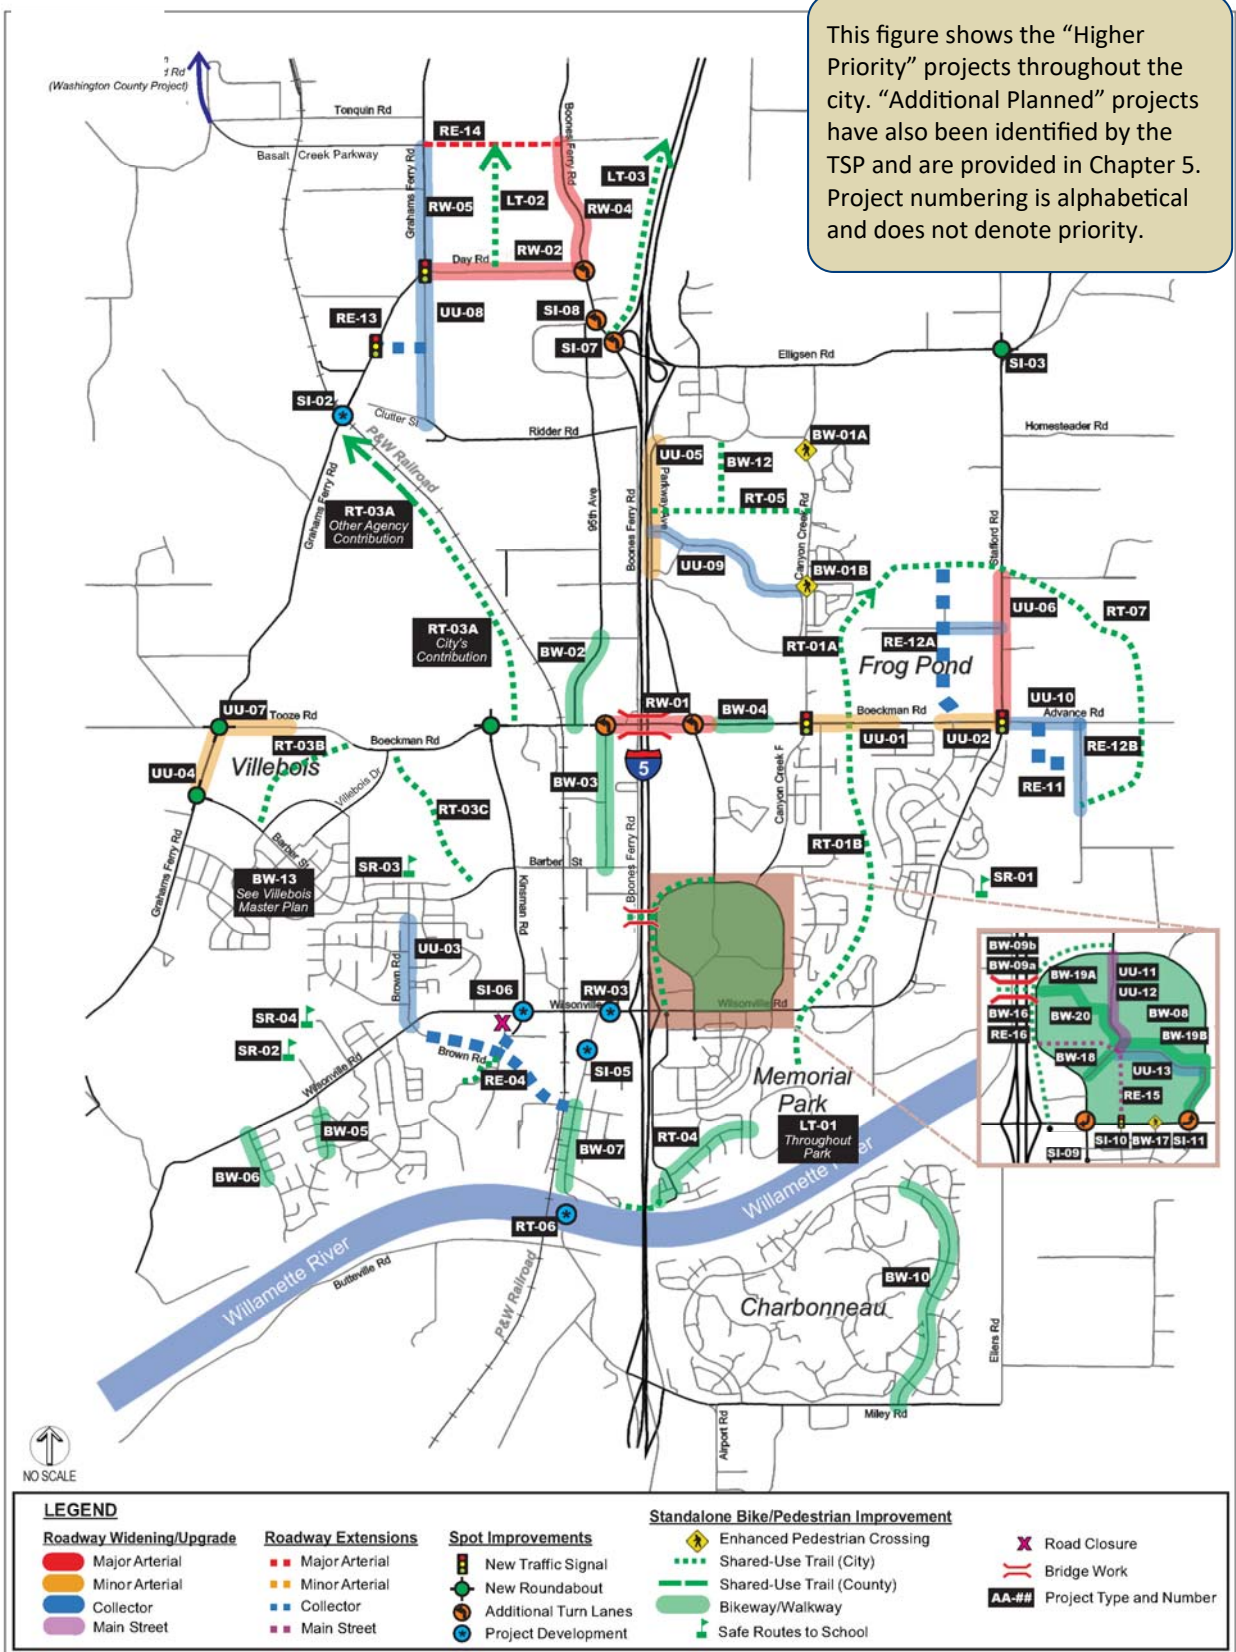 This figure shows the “Higher
Priority” projects throughout the
city. “Additional Planned” projects
have also been identified by the
TSP and are provided in Chapter 5.
Project numbering is alphabetical
and does not denote priority.
d Rd
(Washington County Project)
Tonquin Rd
Basalt Creek Parkway
RE-14
Boones Ferry Rd
Grahams Ferry Rd
RW-05
LT-02
LT-03
RW-04
RW-02
Day Rd
UU-08
SI-08
RE-13
SI-07
Elligsen Rd
SI-03
SI-02
Clutter St
P&W Railroad
Ridder Rd
Homesteader Rd
BW-01A
UU-05
BW-12
Parkway Ave
RT-05
Grahams Ferry Rd
RT-03A
Other Agency
Contribution
95th Ave
Boones Ferry Rd
Canyon Creek Rd
Stafford Rd
UU-09
BW-01B
UU-06
RT-07
RT-03A
City's
Contribution
BW-02
RT-01A
RE-12A
Frog Pond
UU-07
Tooze Rd
RW-01
BW-04
Boeckman Rd
UU-10
Advance Rd
RT-03B
Boeckman Rd
UU-01
UU-02
RE-12B
UU-04
Villebois
5
BW-03
RE-11
Villebois Dr
RT-03C
Canyon Creek F
Boones Ferry Rd
RT-01B
Barber St
Grahams Ferry Rd
SR-03
Barber St
SR-01
BW-13
See Villebois
Master Plan
Kinsman Rd
UU-03
Brown Rd
SI-06
RW-03
Wilsonville Rd
Wilsonville Rd
SR-04
SR-02
Brown Rd
RE-04
SI-05
Wilsonville Rd
Memorial
Park
LT-01
Throughout
Park
BW-05
BW-06
BW-07
RT-04
BW-09b
BW-09a
BW-19A
UU-11
UU-12
BW-16
BW-20
BW-08
RE-16
BW-19B
BW-18
UU-13
RE-15
SI-10
BW-17
SI-11
SI-09
RT-06
Willamette River
Willamette River
Butteville Rd
P&W Railroad
BW-10
Charbonneau
Eilers Rd
Miley Rd
Airport Rd
NO SCALE
LEGEND
Roadway Widening/Upgrade
Major Arterial
Minor Arterial
Collector
Main Street
Roadway Extensions
Major Arterial
Minor Arterial
Collector
Main Street
Spot Improvements
New Traffic Signal
New Roundabout
Additional Turn Lanes
Project Development
Standalone Bike/Pedestrian Improvement
Enhanced Pedestrian Crossing
Shared-Use Trail (City)
Shared-Use Trail (County)
Bikeway/Walkway
Safe Routes to School
Road Closure
Bridge Work
AA-## Project Type and Number